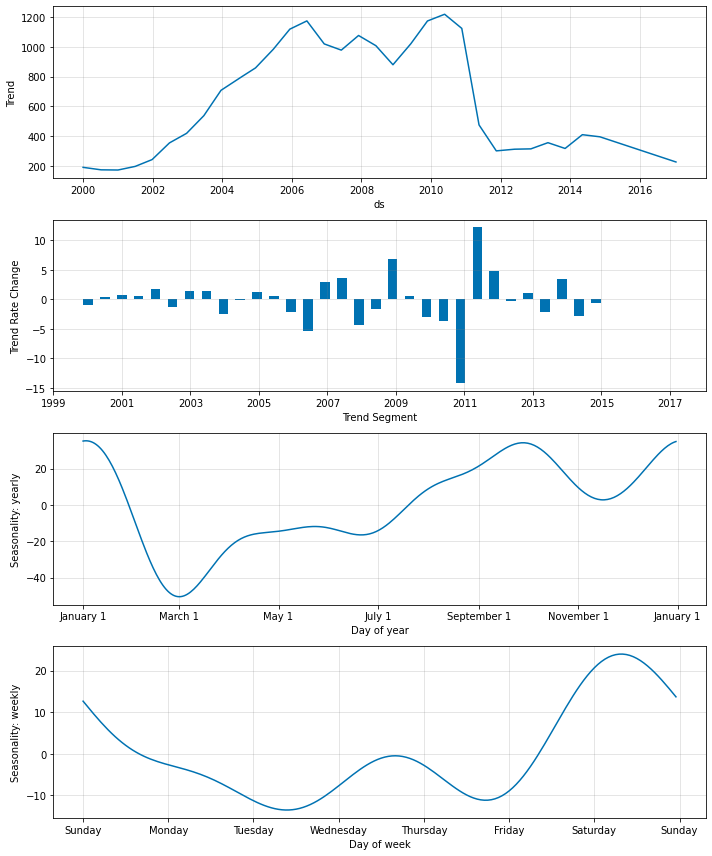 1200
1000
800
600
400
200
Trend
2000 2002 2004 2006 2008 2010 2012 2014 2016
ds
10
5
0
−5
−10
−15
Trend Rate Change
1999 2001 2003 2005 2007 2009 2011 2013 2015 2017
Trend Segment
20
0
−20
−40
Seasonality: yearly
January 1 March 1 May 1 July 1 September 1 November 1 January 1
Day of year
20
10
0
−10
Seasonality: weekly
Sunday Monday Tuesday Wednesday Thursday Friday Saturday Sunday
Day of week